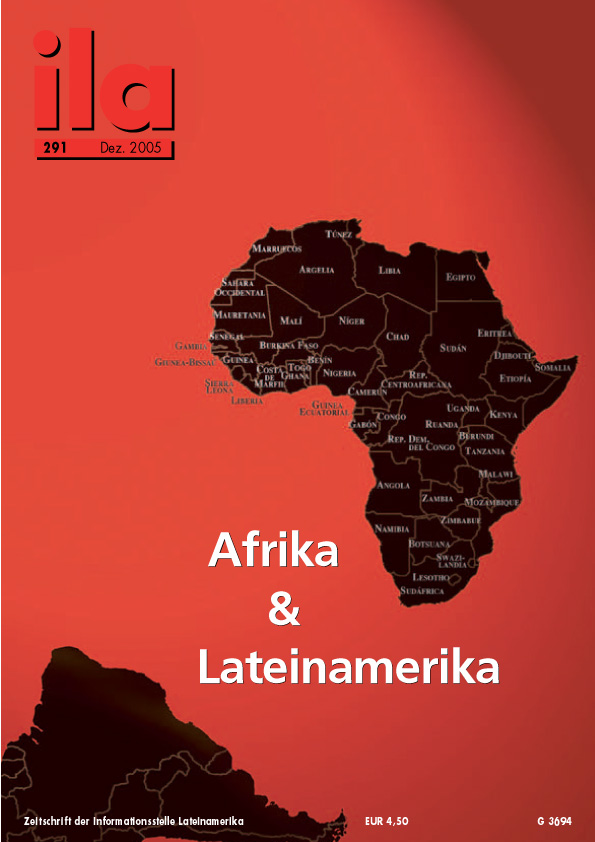 ila
291 Dez. 2005
TÚNEZ
MARRUECOS
ARGELIA
LIBIA
EGIPTO
SAHARA
OCCIDENTAL
MAURETANIA
MALÍ
NÍGER
CHAD
SUDÁN
ERITREA
SENEGAL
GAMBIA
BURKINA FASO
DJIBOUTI
GUINEA-BISSAU
GUINEA
BENÍN
SOMALIA
COSTA
DE
MARFIL
TOGO
GHANA
NIGERIA
REP.
CENTROAFRICANA
ETIOPÍA
SIERRA
LEONA
LIBERIA
CAMERÚN
GUINEA
ECUATORIAL
UGANDA
KENYA
CONGO
GABÓN
RUANDA
REP. DEM.
DEL CONGO
BURUNDI
TANZANIA
MALAWI
ANGOLA
ZAMBIA
MOZAMBIQUE
ZIMBABUE
NAMIBIA
BOTSUANA
SWAZI-
LANDIA
LESOTHO
SUDÁFRICA
Afrika
&
Lateinamerika
Zeitschrift der Informationsstelle Lateinamerika EUR 4,50 G 3694